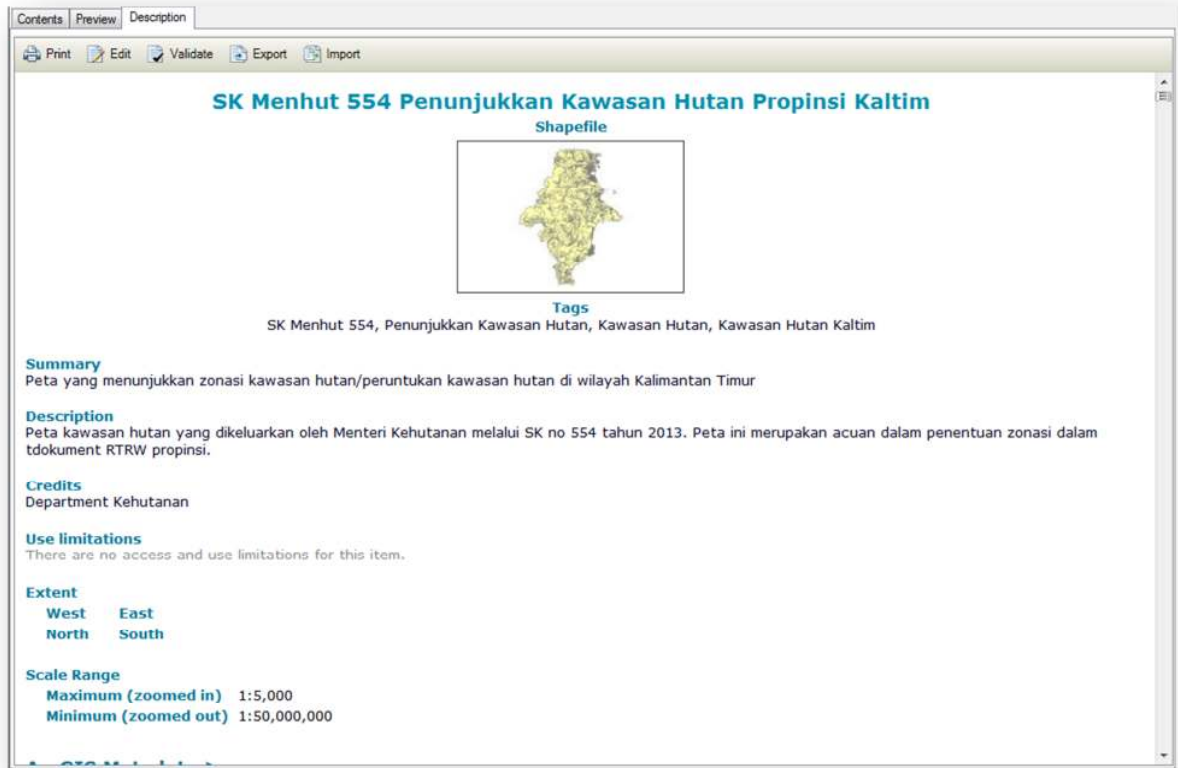 Contents Preview Description
Print Edit Validate Export Import
SK Menhut 554 Penunjukkan Kawasan Hutan Propinsi Kaltim
Shapefile
Tags
SK Menhut 554, Penunjukkan Kawasan Hutan, Kawasan Hutan, Kawasan Hutan Kaltim
Summary
Peta yang menunjukkan zonasi kawasan hutan/peruntukan kawasan hutan di wilayah Kalimantan Timur
Description
Peta kawasan hutan yang dikeluarkan oleh Menteri Kehutanan melalui SK no 554 tahun 2013. Peta ini merupakan acuan dalam penentuan zonasi dalam
tdokument RTRW propinsi.
Credits
Department Kehutanan
Use limitations
There are no access and use limitations for this item.
Extent
West East
North South
Scale Range
Maximum (zoomed in) 1:5,000
Minimum (zoomed out) 1:50,000,000